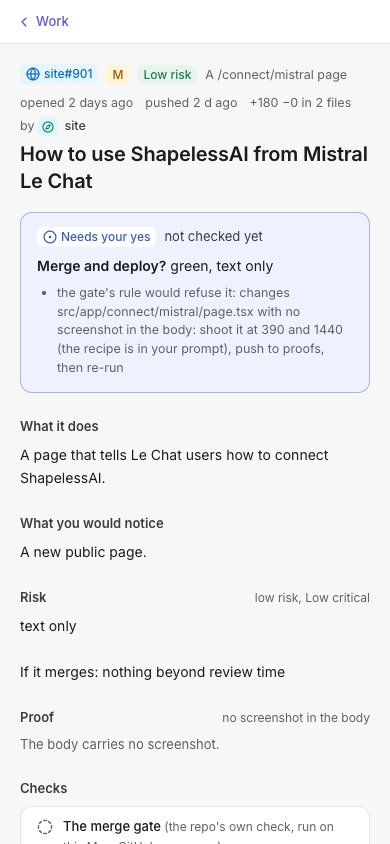 Work
site#901 M Low risk A /connect/mistral page
opened 2 days ago pushed 2 d ago +180 −0 in 2 files
by site
How to use ShapelessAI from Mistral
Le Chat
Needs your yes not checked yet
Merge and deploy? green, text only
• the gate's rule would refuse it: changes
src/app/connect/mistral/page.tsx with no
screenshot in the body: shoot it at 390 and 1440
(the recipe is in your prompt), push to proofs,
then re-run
What it does
A page that tells Le Chat users how to connect
ShapelessAI.
What you would notice
A new public page.
Risk low risk, Low critical
text only
If it merges: nothing beyond review time
Proof no screenshot in the body
The body carries no screenshot.
Checks
The merge gate (the repo's own check, run on